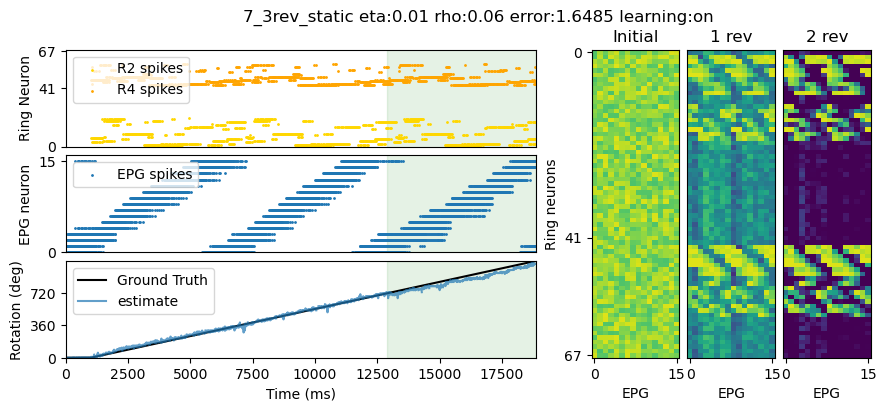 7_3rev_static eta:0.01 rho:0.06 error:1.6485 learning:on
Ring Neuron
67
41
0
R2 spikes
R4 spikes
EPG neuron
15
0
EPG spikes
Rotation (deg)
720
360
0
Ground Truth
estimate
0 2500 5000 7500 10000 12500 15000 17500
Time (ms)
Initial 1 rev 2 rev
Ring neurons
0
41
67
0 15 0 15 0 15
EPG EPG EPG